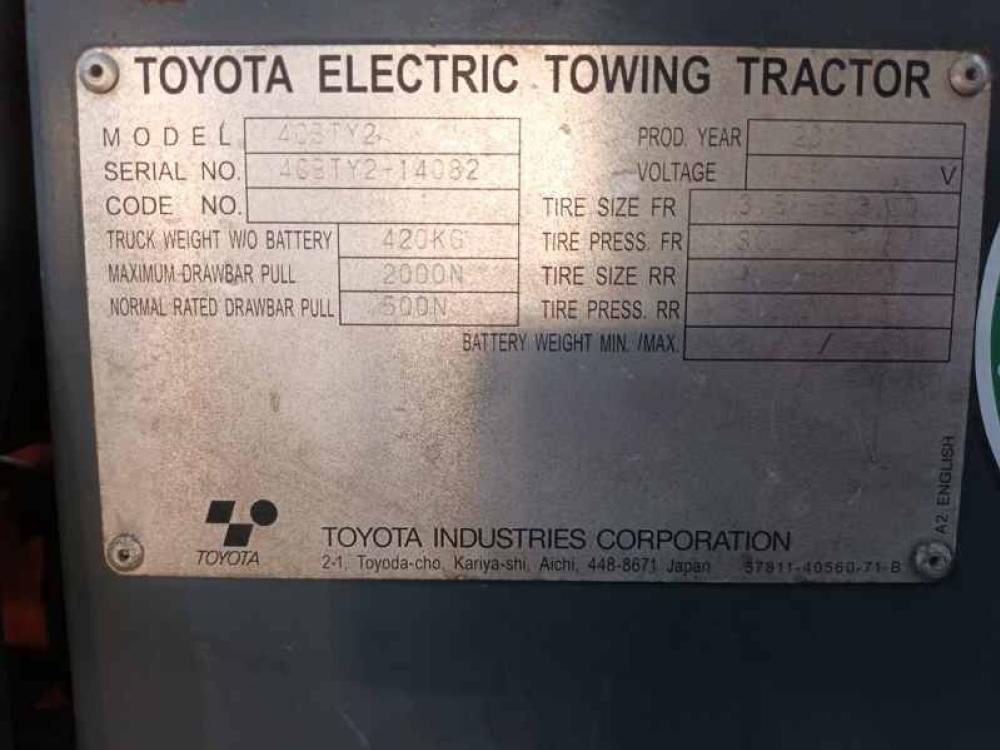 TOYOTA ELECTRIC TOWING TRACTOR
MODEL 4CBTY2
PROD. YEAR
SERIAL NO. 4CBTY2-14082
VOLTAGE V
CODE NO.
TIRE SIZE FR
TRUCK WEIGHT W/O BATTERY 420KG
TIRE PRESS. FR
MAXIMUM DRAWBAR PULL 2000N
TIRE SIZE RR
NORMAL RATED DRAWBAR PULL 500N
TIRE PRESS. RR
BATTERY WEIGHT MIN. /MAX. /
A2 ENGLISH
TOYOTA
TOYOTA INDUSTRIES CORPORATION
2-1, Toyoda-cho, Kariya-shi, Aichi, 448-8671 Japan 57811-40560-71-B